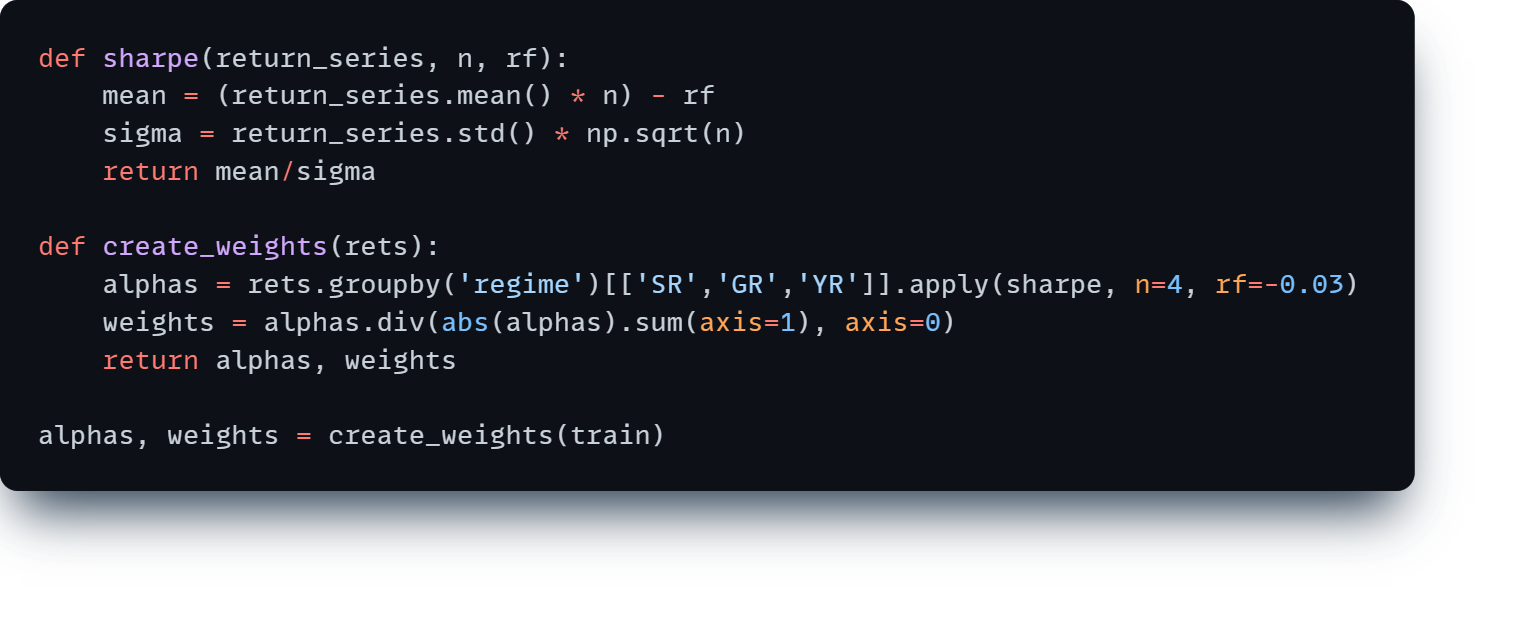 def sharpe(return_series, n, rf):
    mean = (return_series.mean() * n) - rf
    sigma = return_series.std() * np.sqrt(n)
    return mean/sigma
def create_weights(rets):
    alphas = rets.groupby('regime')[['SR','GR','YR']].apply(sharpe, n=4, rf=-0.03)
    weights = alphas.div(abs(alphas).sum(axis=1), axis=0)
    return alphas, weights
alphas, weights = create_weights(train)